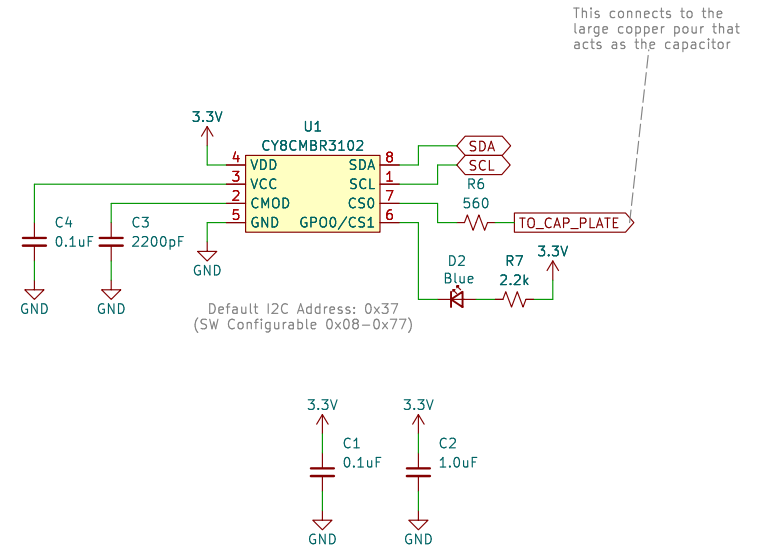 This connects to the
large copper pour that
acts as the capacitor
3.3V
U1
CY8CMBR3102
4 VDD
SDA 8
SDA
3 VCC
SCL 1
SCL
2 CMOD
CS0 7
R6
560
5 GND
GPO0/CS1 6
TO_CAP_PLATE
C4
0.1uF
C3
2200pF
GND
3.3V
D2
Blue
R7
2.2k
GND
GND
Default I2C Address: 0x37
(SW Configurable 0x08-0x77)
3.3V
3.3V
C1
0.1uF
C2
1.0uF
GND
GND